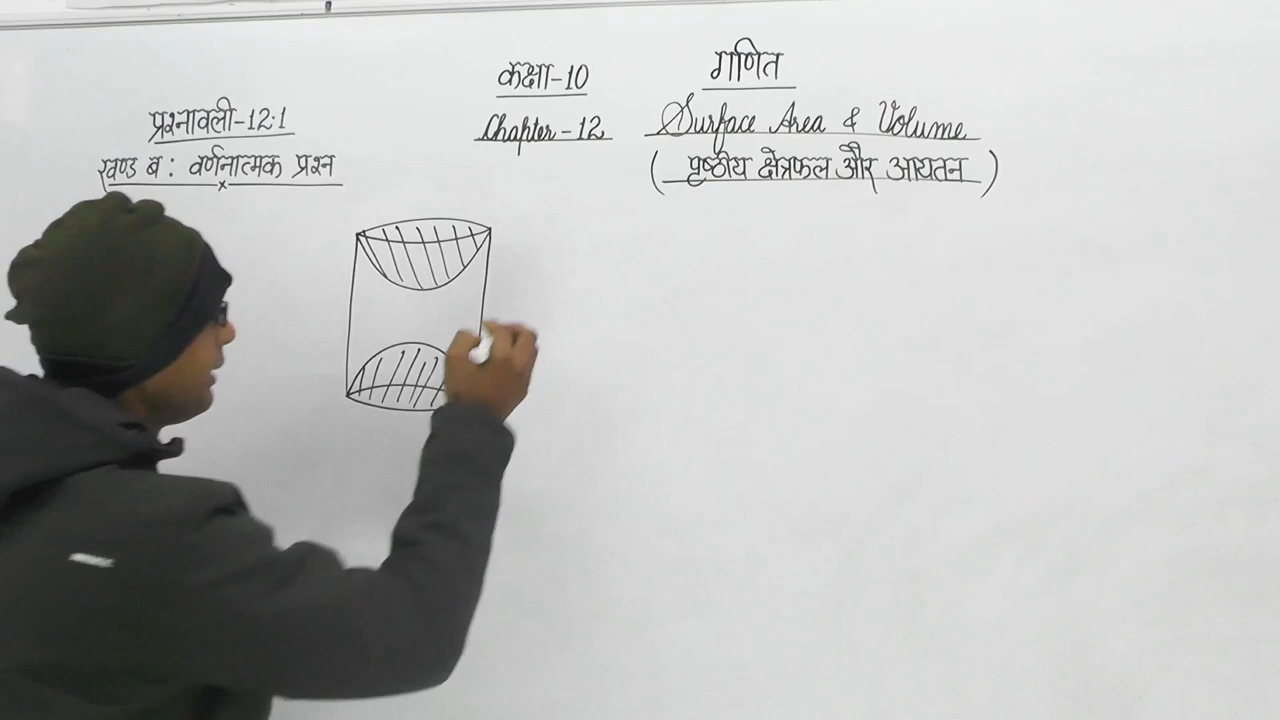 कक्षा-10 गणित
प्रश्नावली-12.1 Chapter-12 Surface Area & Volume
खण्ड ब : वर्णनात्मक प्रश्न (पृष्ठीय क्षेत्रफल और आयतन)